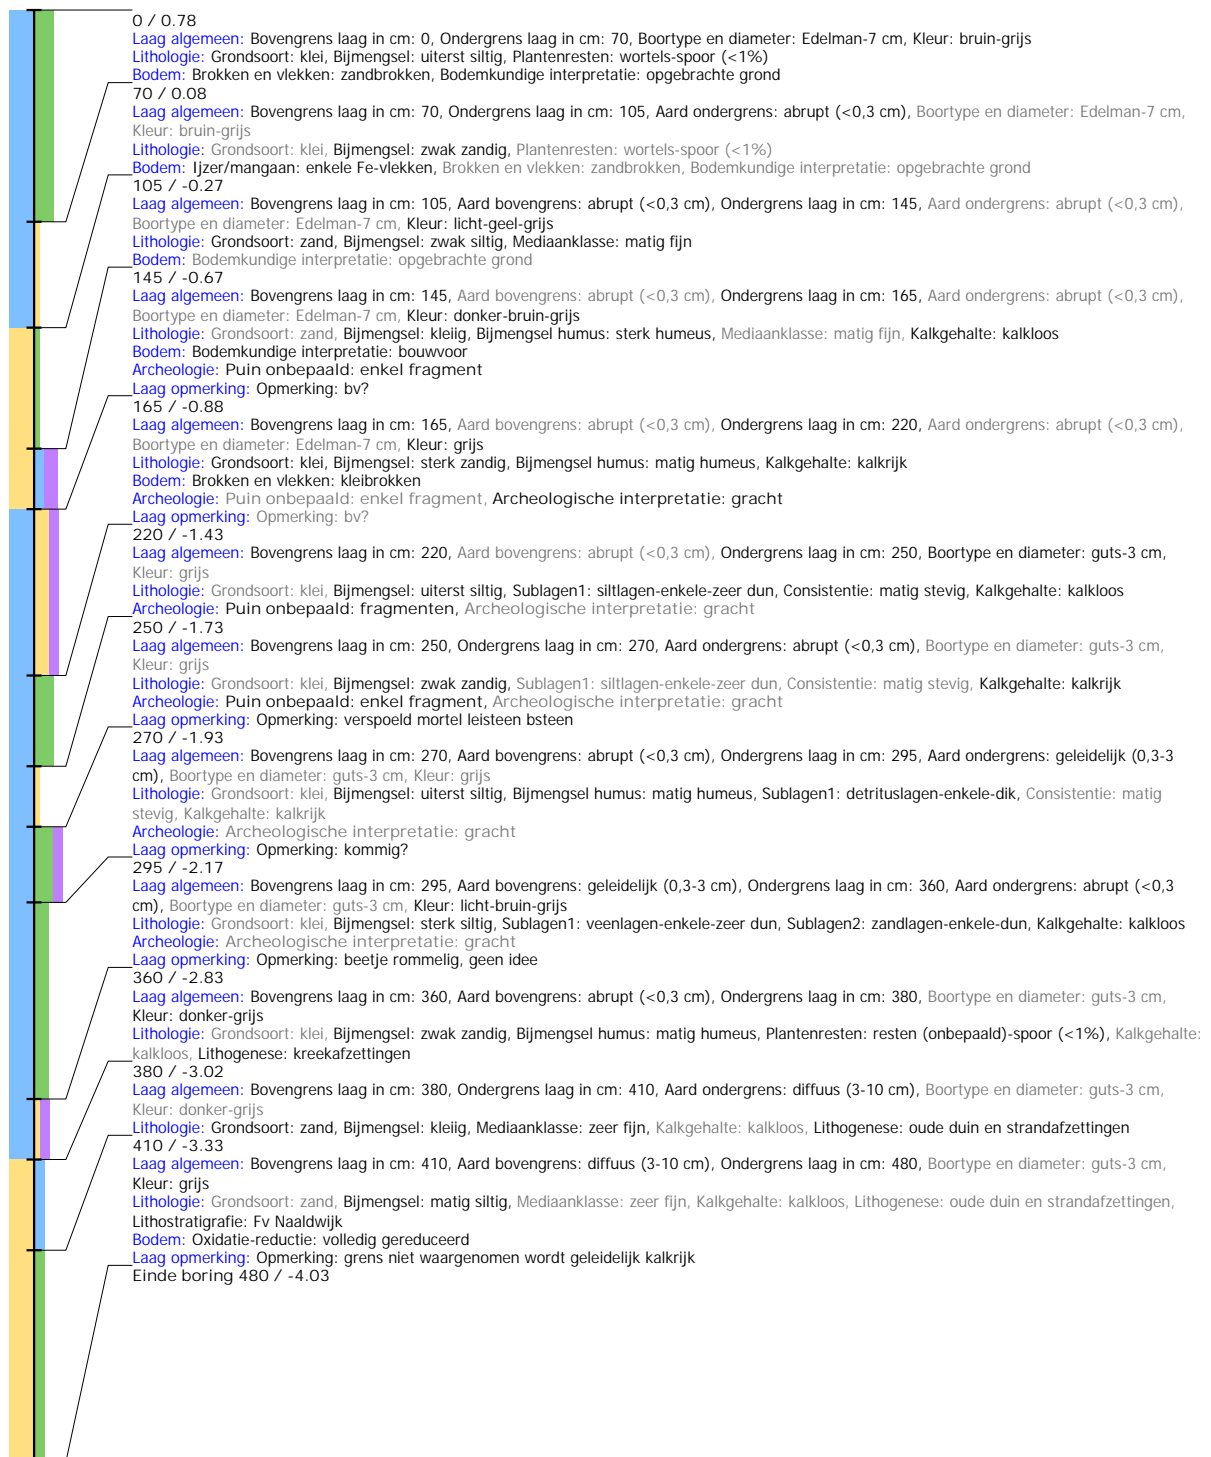 0 / 0.78
Laag algemeen: Bovengrens laag in cm: 0, Ondergrens laag in cm: 70, Boortype en diameter: Edelman-7 cm, Kleur: bruin-grijs
Lithologie: Grondsoort: klei, Bijmengsel: uiterst siltig, Plantenresten: wortels-spoor (<1%)
Bodem: Brokken en vlekken: zandbrokken, Bodemkundige interpretatie: opgebrachte grond
70 / 0.08
Laag algemeen: Bovengrens laag in cm: 70, Ondergrens laag in cm: 105, Aard ondergrens: abrupt (<0,3 cm), Boortype en diameter: Edelman-7 cm,
Kleur: bruin-grijs
Lithologie: Grondsoort: klei, Bijmengsel: zwak zandig, Plantenresten: wortels-spoor (<1%)
Bodem: Ijzer/mangaan: enkele Fe-vlekken, Brokken en vlekken: zandbrokken, Bodemkundige interpretatie: opgebrachte grond
105 / -0.27
Laag algemeen: Bovengrens laag in cm: 105, Aard bovengrens: abrupt (<0,3 cm), Ondergrens laag in cm: 145, Aard ondergrens: abrupt (<0,3 cm),
Boortype en diameter: Edelman-7 cm, Kleur: licht-geel-grijs
Lithologie: Grondsoort: zand, Bijmengsel: zwak siltig, Mediaanklasse: matig fijn
Bodem: Bodemkundige interpretatie: opgebrachte grond
145 / -0.67
Laag algemeen: Bovengrens laag in cm: 145, Aard bovengrens: abrupt (<0,3 cm), Ondergrens laag in cm: 165, Aard ondergrens: abrupt (<0,3 cm),
Boortype en diameter: Edelman-7 cm, Kleur: donker-bruin-grijs
Lithologie: Grondsoort: zand, Bijmengsel: kleiig, Bijmengsel humus: sterk humeus, Mediaanklasse: matig fijn, Kalkgehalte: kalkloos
Bodem: Bodemkundige interpretatie: bouwvoor
Archeologie: Puin onbepaald: enkel fragment
Laag opmerking: Opmerking: bv?
165 / -0.88
Laag algemeen: Bovengrens laag in cm: 165, Aard bovengrens: abrupt (<0,3 cm), Ondergrens laag in cm: 220, Aard ondergrens: abrupt (<0,3 cm),
Boortype en diameter: Edelman-7 cm, Kleur: grijs
Lithologie: Grondsoort: klei, Bijmengsel: sterk zandig, Bijmengsel humus: matig humeus, Kalkgehalte: kalkrijk
Bodem: Brokken en vlekken: kleibrokken
Archeologie: Puin onbepaald: enkel fragment, Archeologische interpretatie: gracht
Laag opmerking: Opmerking: bv?
220 / -1.43
Laag algemeen: Bovengrens laag in cm: 220, Aard bovengrens: abrupt (<0,3 cm), Ondergrens laag in cm: 250, Boortype en diameter: guts-3 cm,
Kleur: grijs
Lithologie: Grondsoort: klei, Bijmengsel: uiterst siltig, Sublagen1: siltlagen-enkele-zeer dun, Consistentie: matig stevig, Kalkgehalte: kalkloos
Archeologie: Puin onbepaald: fragmenten, Archeologische interpretatie: gracht
250 / -1.73
Laag algemeen: Bovengrens laag in cm: 250, Ondergrens laag in cm: 270, Aard ondergrens: abrupt (<0,3 cm), Boortype en diameter: guts-3 cm,
Kleur: grijs
Lithologie: Grondsoort: klei, Bijmengsel: zwak zandig, Sublagen1: siltlagen-enkele-zeer dun, Consistentie: matig stevig, Kalkgehalte: kalkrijk
Archeologie: Puin onbepaald: enkel fragment, Archeologische interpretatie: gracht
Laag opmerking: Opmerking: verspoeld mortel leisteen bsteen
270 / -1.93
Laag algemeen: Bovengrens laag in cm: 270, Aard bovengrens: abrupt (<0,3 cm), Ondergrens laag in cm: 295, Aard ondergrens: geleidelijk (0,3-3
cm), Boortype en diameter: guts-3 cm, Kleur: grijs
Lithologie: Grondsoort: klei, Bijmengsel: uiterst siltig, Bijmengsel humus: matig humeus, Sublagen1: detrituslagen-enkele-dik, Consistentie: matig
stevig, Kalkgehalte: kalkrijk
Archeologie: Archeologische interpretatie: gracht
Laag opmerking: Opmerking: kommig?
295 / -2.17
Laag algemeen: Bovengrens laag in cm: 295, Aard bovengrens: geleidelijk (0,3-3 cm), Ondergrens laag in cm: 360, Aard ondergrens: abrupt (<0,3
cm), Boortype en diameter: guts-3 cm, Kleur: licht-bruin-grijs
Lithologie: Grondsoort: klei, Bijmengsel: sterk siltig, Sublagen1: veenlagen-enkele-zeer dun, Sublagen2: zandlagen-enkele-dun, Kalkgehalte: kalkloos
Archeologie: Archeologische interpretatie: gracht
Laag opmerking: Opmerking: beetje rommelig, geen idee
360 / -2.83
Laag algemeen: Bovengrens laag in cm: 360, Aard bovengrens: abrupt (<0,3 cm), Ondergrens laag in cm: 380, Boortype en diameter: guts-3 cm,
Kleur: donker-grijs
Lithologie: Grondsoort: klei, Bijmengsel: zwak zandig, Bijmengsel humus: matig humeus, Plantenresten: resten (onbepaald)-spoor (<1%), Kalkgehalte:
kalkloos, Lithogenese: kreekafzettingen
380 / -3.02
Laag algemeen: Bovengrens laag in cm: 380, Ondergrens laag in cm: 410, Aard ondergrens: diffuus (3-10 cm), Boortype en diameter: guts-3 cm,
Kleur: donker-grijs
Lithologie: Grondsoort: zand, Bijmengsel: kleiig, Mediaanklasse: zeer fijn, Kalkgehalte: kalkloos, Lithogenese: oude duin en strandafzettingen
410 / -3.33
Laag algemeen: Bovengrens laag in cm: 410, Aard bovengrens: diffuus (3-10 cm), Ondergrens laag in cm: 480, Boortype en diameter: guts-3 cm,
Kleur: grijs
Lithologie: Grondsoort: zand, Bijmengsel: matig siltig, Mediaanklasse: zeer fijn, Kalkgehalte: kalkloos, Lithogenese: oude duin en strandafzettingen,
Lithostratigrafie: Fv Naaldwijk
Bodem: Oxidatie-reductie: volledig gereduceerd
Laag opmerking: Opmerking: grens niet waargenomen wordt geleidelijk kalkrijk
Einde boring 480 / -4.03